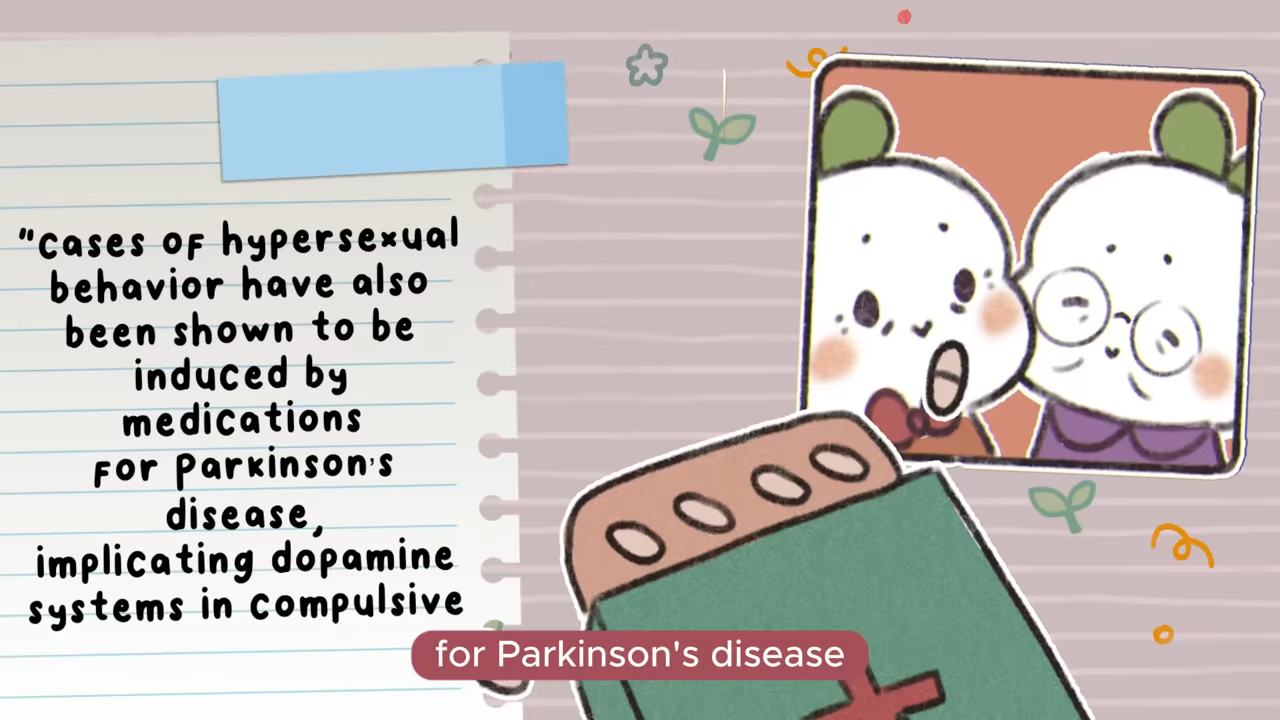 "cases of hypersexual
behavior have also
been shown to be
induced by
medications
for Parkinson's
disease,
implicating dopamine
systems in compulsive
for Parkinson's disease